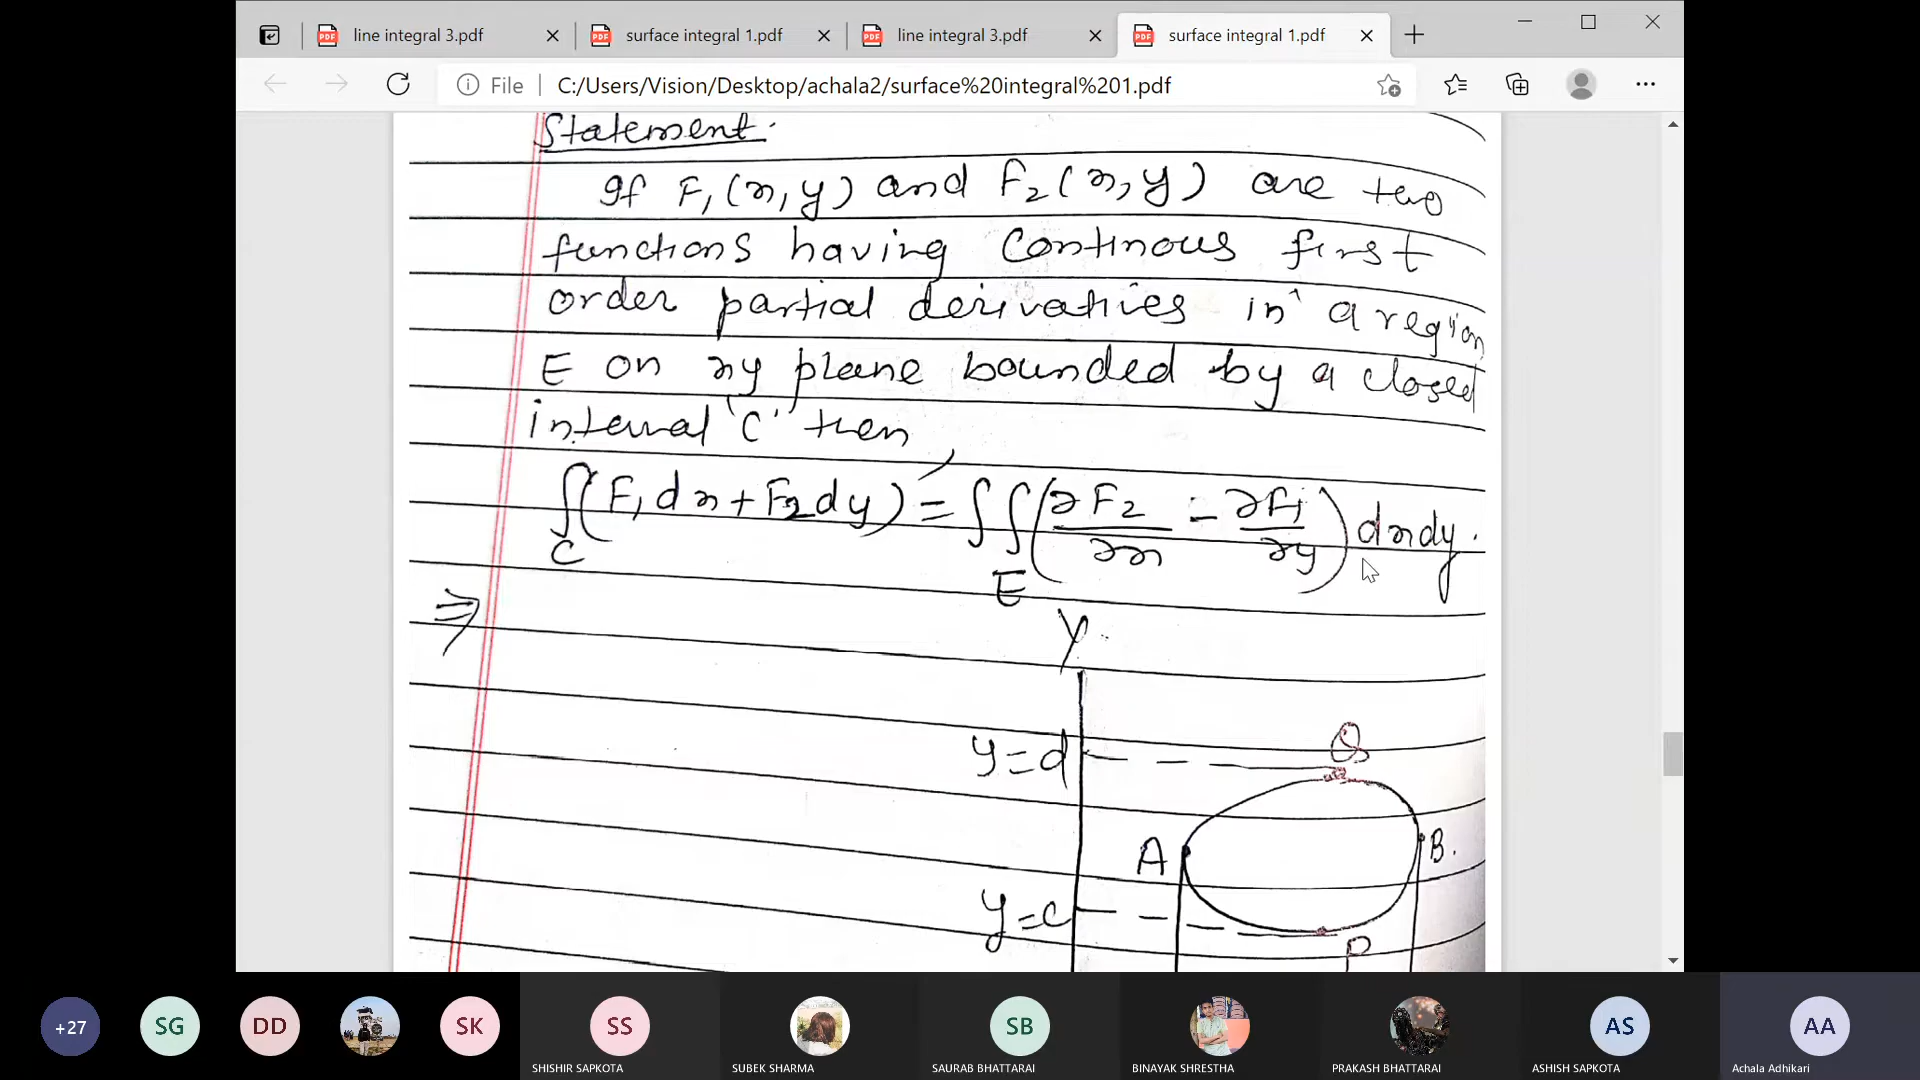 line integral 3.pdf
surface integral 1.pdf
line integral 3.pdf
surface integral 1.pdf
File
C:/Users/Vision/Desktop/achala2/surface%20integral%201.pdf
Statement.
If F₁(x,y) and F₂(x,y) are two
functions having continous first
order partial derivatives in a region
E on xy plane bounded by a closed
interval 'C' then
∫(F₁dx+F₂dy) = ∫∫(∂F₂/∂x - ∂F₁/∂y) dxdy.
C E
⇒
Y
y=d
Q
A
B.
y=c
P
+27
SG
DD
SK
SS
SHISHIR SAPKOTA
SUBEK SHARMA
SB
SAURAB BHATTARAI
BINAYAK SHRESTHA
PRAKASH BHATTARAI
AS
ASHISH SAPKOTA
AA
Achala Adhikari